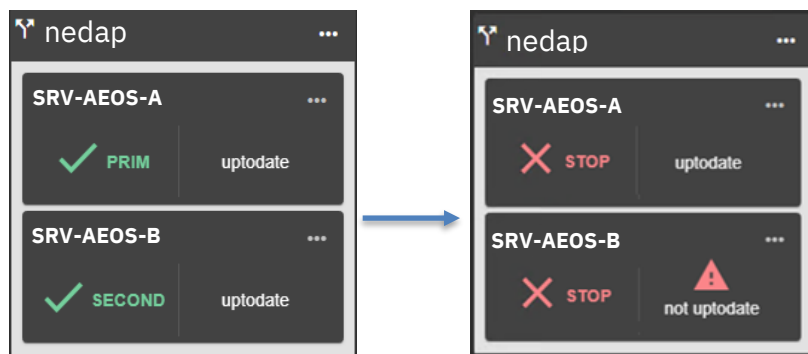 nedap
SRV-AEOS-A
PRIM
uptodate
SRV-AEOS-B
SECOND
uptodate
nedap
SRV-AEOS-A
STOP
uptodate
SRV-AEOS-B
STOP
not uptodate